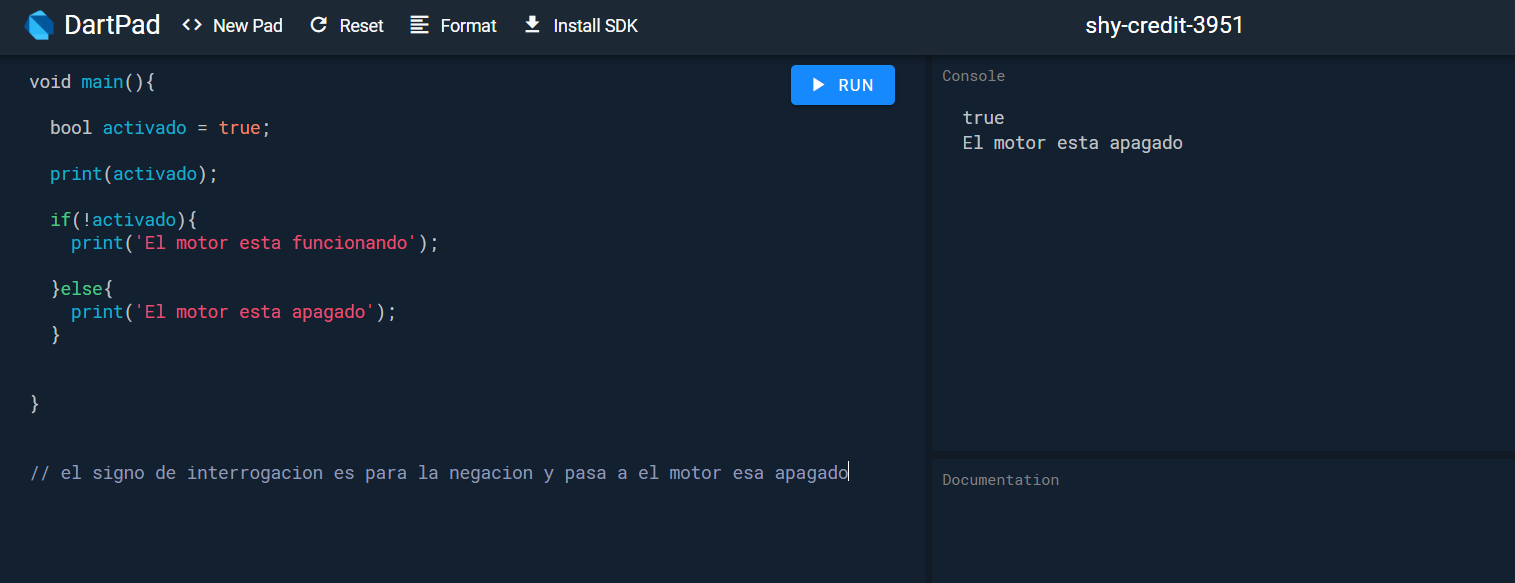 DartPad <> New Pad Reset Format Install SDK shy-credit-3951
void main(){
bool activado = true;
print(activado);
if(!activado){
print('El motor esta funcionando');
}else{
print('El motor esta apagado');
}
}
// el signo de interrogacion es para la negacion y pasa a el motor esa apagado
RUN
Console
true
El motor esta apagado
Documentation